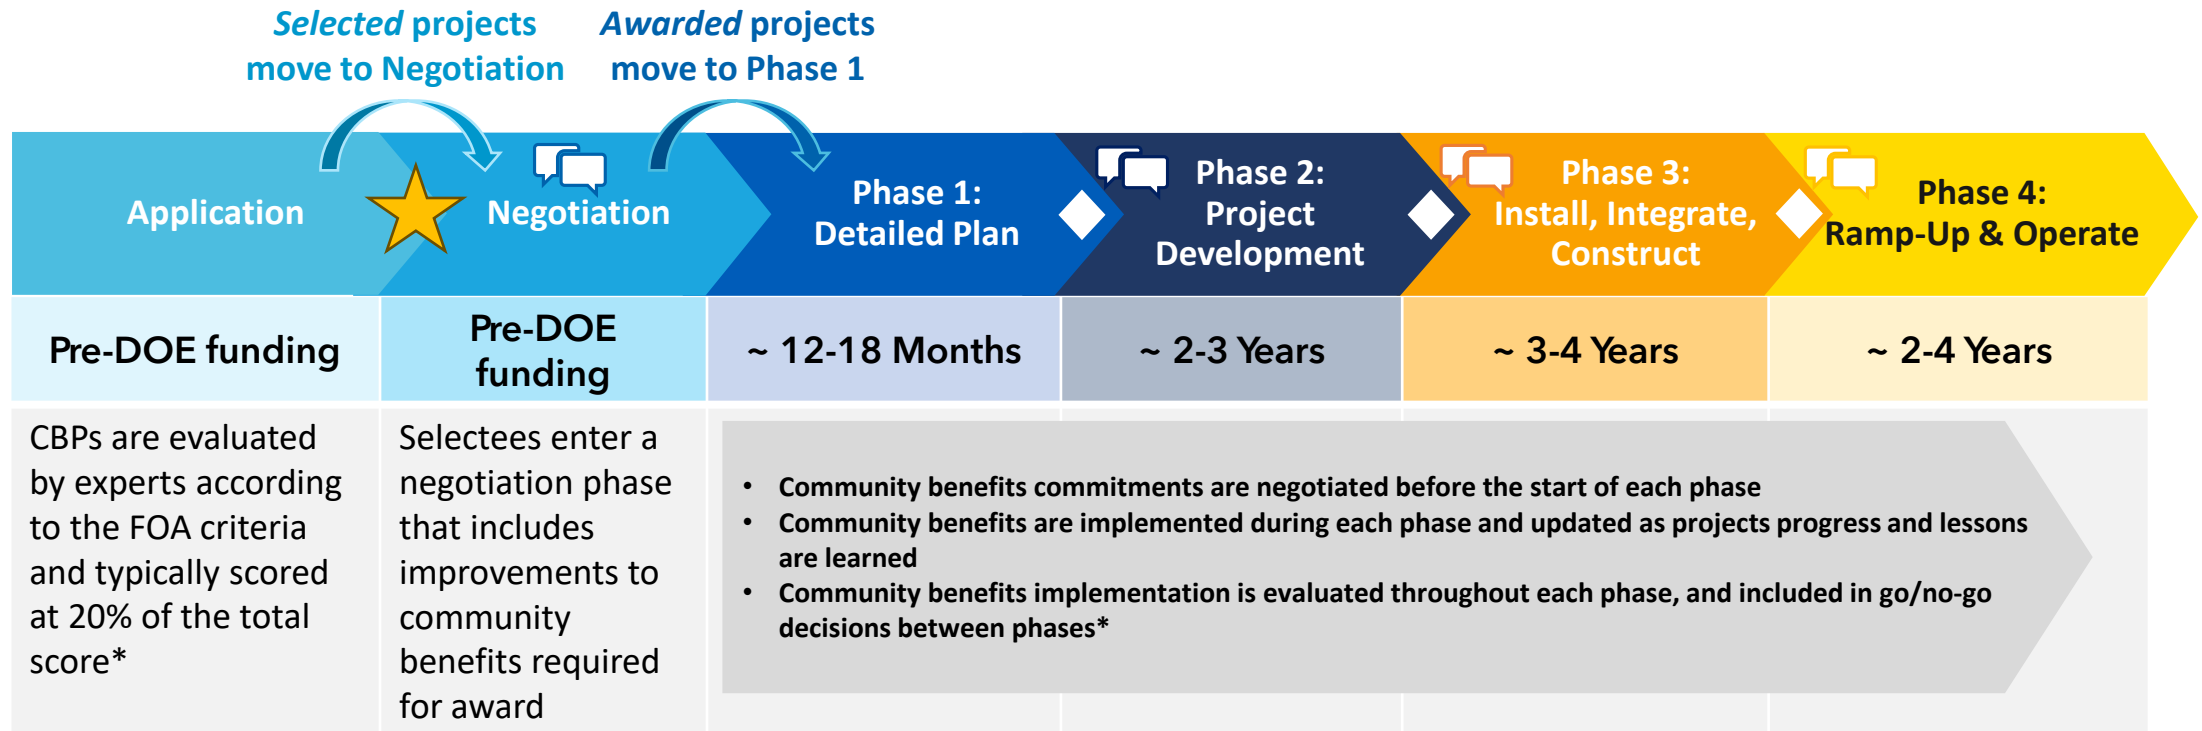 Selected projects
move to Negotiation
Awarded projects
move to Phase 1
Application
Negotiation
Phase 1:
Detailed Plan
Phase 2:
Project
Development
Phase 3:
Install, Integrate,
Construct
Phase 4:
Ramp-Up & Operate
Pre-DOE funding
Pre-DOE
funding
~ 12-18 Months
~ 2-3 Years
~ 3-4 Years
~ 2-4 Years
CBPs are evaluated
by experts according
to the FOA criteria
and typically scored
at 20% of the total
score*
Selectees enter a
negotiation phase
that includes
improvements to
community
benefits required
for award
• Community benefits commitments are negotiated before the start of each phase
• Community benefits are implemented during each phase and updated as projects progress and lessons
are learned
• Community benefits implementation is evaluated throughout each phase, and included in go/no-go
decisions between phases*